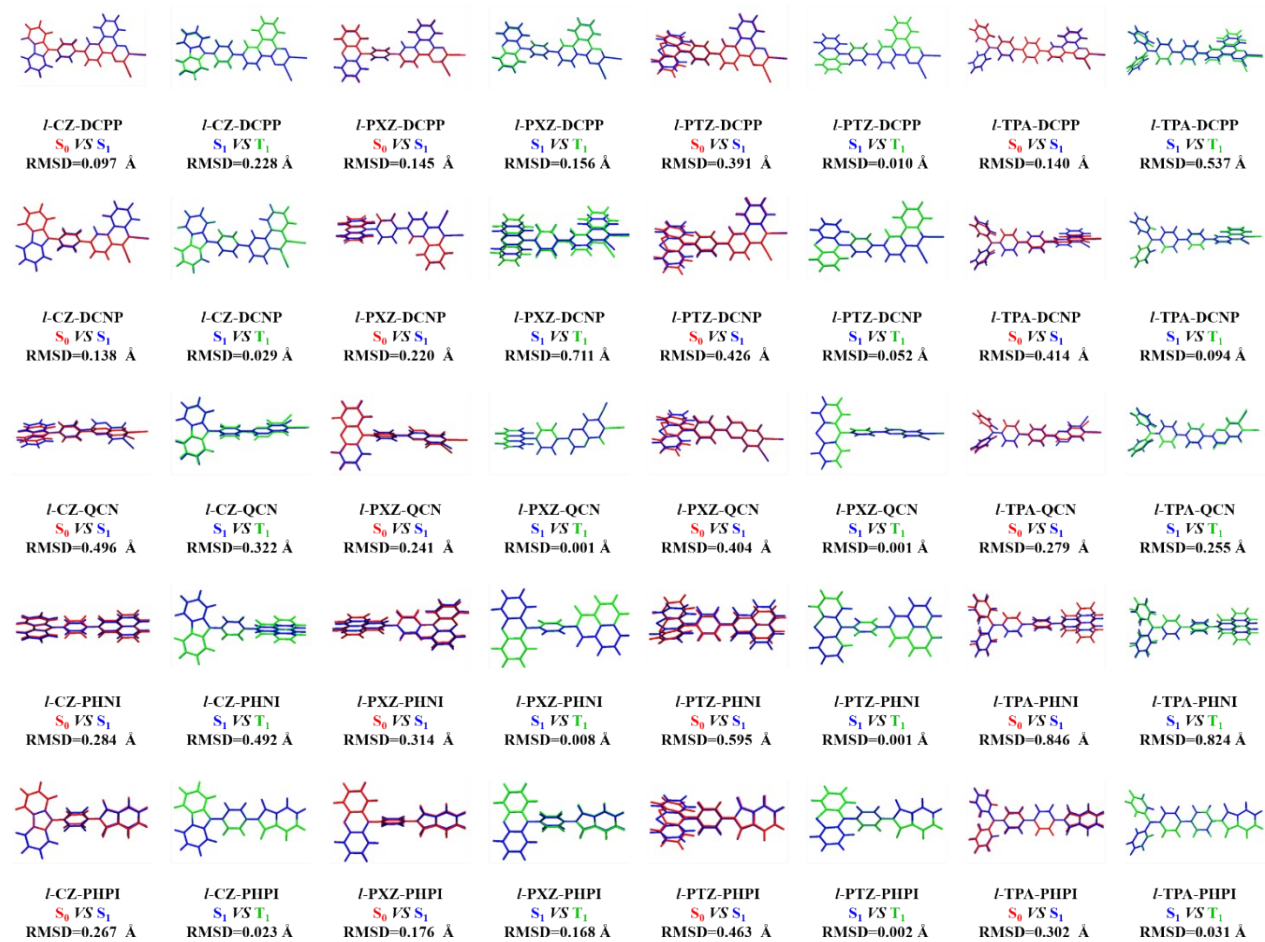 l-CZ-DCPP l-CZ-DCPP l-PXZ-DCPP l-PXZ-DCPP l-PTZ-DCPP l-PTZ-DCPP l-TPA-DCPP l-TPA-DCPP
S₀ VS S₁ S₁ VS T₁ S₀ VS S₁ S₁ VS T₁ S₀ VS S₁ S₁ VS T₁ S₀ VS S₁ S₁ VS T₁
RMSD=0.097 Å RMSD=0.228 Å RMSD=0.145 Å RMSD=0.156 Å RMSD=0.391 Å RMSD=0.010 Å RMSD=0.140 Å RMSD=0.537 Å
l-CZ-DCNP l-CZ-DCNP l-PXZ-DCNP l-PXZ-DCNP l-PTZ-DCNP l-PTZ-DCNP l-TPA-DCNP l-TPA-DCNP
S₀ VS S₁ S₁ VS T₁ S₀ VS S₁ S₁ VS T₁ S₀ VS S₁ S₁ VS T₁ S₀ VS S₁ S₁ VS T₁
RMSD=0.138 Å RMSD=0.029 Å RMSD=0.220 Å RMSD=0.711 Å RMSD=0.426 Å RMSD=0.052 Å RMSD=0.414 Å RMSD=0.094 Å
l-CZ-QCN l-CZ-QCN l-PXZ-QCN l-PXZ-QCN l-PXZ-QCN l-PXZ-QCN l-TPA-QCN l-TPA-QCN
S₀ VS S₁ S₁ VS T₁ S₀ VS S₁ S₁ VS T₁ S₀ VS S₁ S₁ VS T₁ S₀ VS S₁ S₁ VS T₁
RMSD=0.496 Å RMSD=0.322 Å RMSD=0.241 Å RMSD=0.001 Å RMSD=0.404 Å RMSD=0.001 Å RMSD=0.279 Å RMSD=0.255 Å
l-CZ-PHNI l-CZ-PHNI l-PXZ-PHNI l-PXZ-PHNI l-PTZ-PHNI l-PTZ-PHNI l-TPA-PHNI l-TPA-PHNI
S₀ VS S₁ S₁ VS T₁ S₀ VS S₁ S₁ VS T₁ S₀ VS S₁ S₁ VS T₁ S₀ VS S₁ S₁ VS T₁
RMSD=0.284 Å RMSD=0.492 Å RMSD=0.314 Å RMSD=0.008 Å RMSD=0.595 Å RMSD=0.001 Å RMSD=0.846 Å RMSD=0.824 Å
l-CZ-PHPI l-CZ-PHPI l-PXZ-PHPI l-PXZ-PHPI l-PTZ-PHPI l-PTZ-PHPI l-TPA-PHPI l-TPA-PHPI
S₀ VS S₁ S₁ VS T₁ S₀ VS S₁ S₁ VS T₁ S₀ VS S₁ S₁ VS T₁ S₀ VS S₁ S₁ VS T₁
RMSD=0.267 Å RMSD=0.023 Å RMSD=0.176 Å RMSD=0.168 Å RMSD=0.463 Å RMSD=0.002 Å RMSD=0.302 Å RMSD=0.031 Å